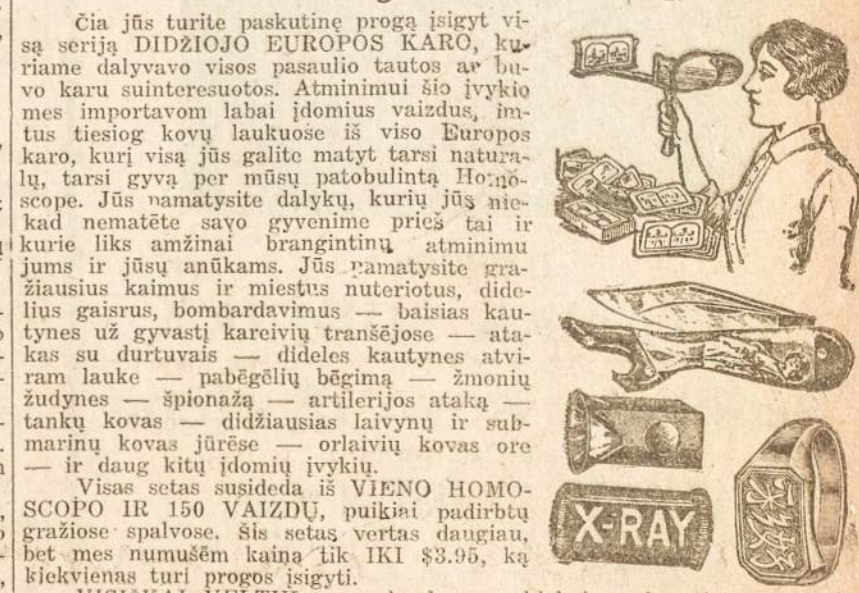 Čia jūs turite paskutinę progą įsigyt vi-
są seriją DIDŽIOJO EUROPOS KARO, ku-
riame dalyvavo visos pasaulio tautos ar bu-
vo karu suinteresuotos. Atminimui šio įvykio
mes importavom labai įdomius vaizdus, im-
tus tiesiog kovų laukuose iš viso Europos
karo, kurį visą jūs galite matyt tarsi natura-
lų, tarsi gyvą per mūsų patobulintą Homo-
scope. Jūs pamatysite dalykų, kurių jūs nie-
kad nematėte savo gyvenime prieš tai ir
kurie liks amžinai brangintinų atminimu
jums ir jūsų anūkams. Jūs pamatysite gra-
žiausius kaimus ir miestus nuteriotus, dide-
lius gaisrus, bombardavimus — baisias kau-
tynes už gyvastį kareivių tranšėjose — ata-
kas su durtuvais — dideles kautynes atvi-
ram lauke — pabėgėlių bėgimą — žmonių
žudynes — špionažą — artilerijos ataką —
tankų kovas — didžiausias laivynų ir sub-
marinų kovas jūrėse — orlaivių kovas ore
— ir daug kitų įdomių įvykių.
Visas setas susideda iš VIENO HOMO-
SCOPO IR 150 VAIZDŲ, puikiai padirbtų
gražiose spalvose. Šis setas vertas daugiau,
bet mes numušėm kainą tik IKI $3.95, ką
kiekvienas turi progos įsigyti.
X-RAY